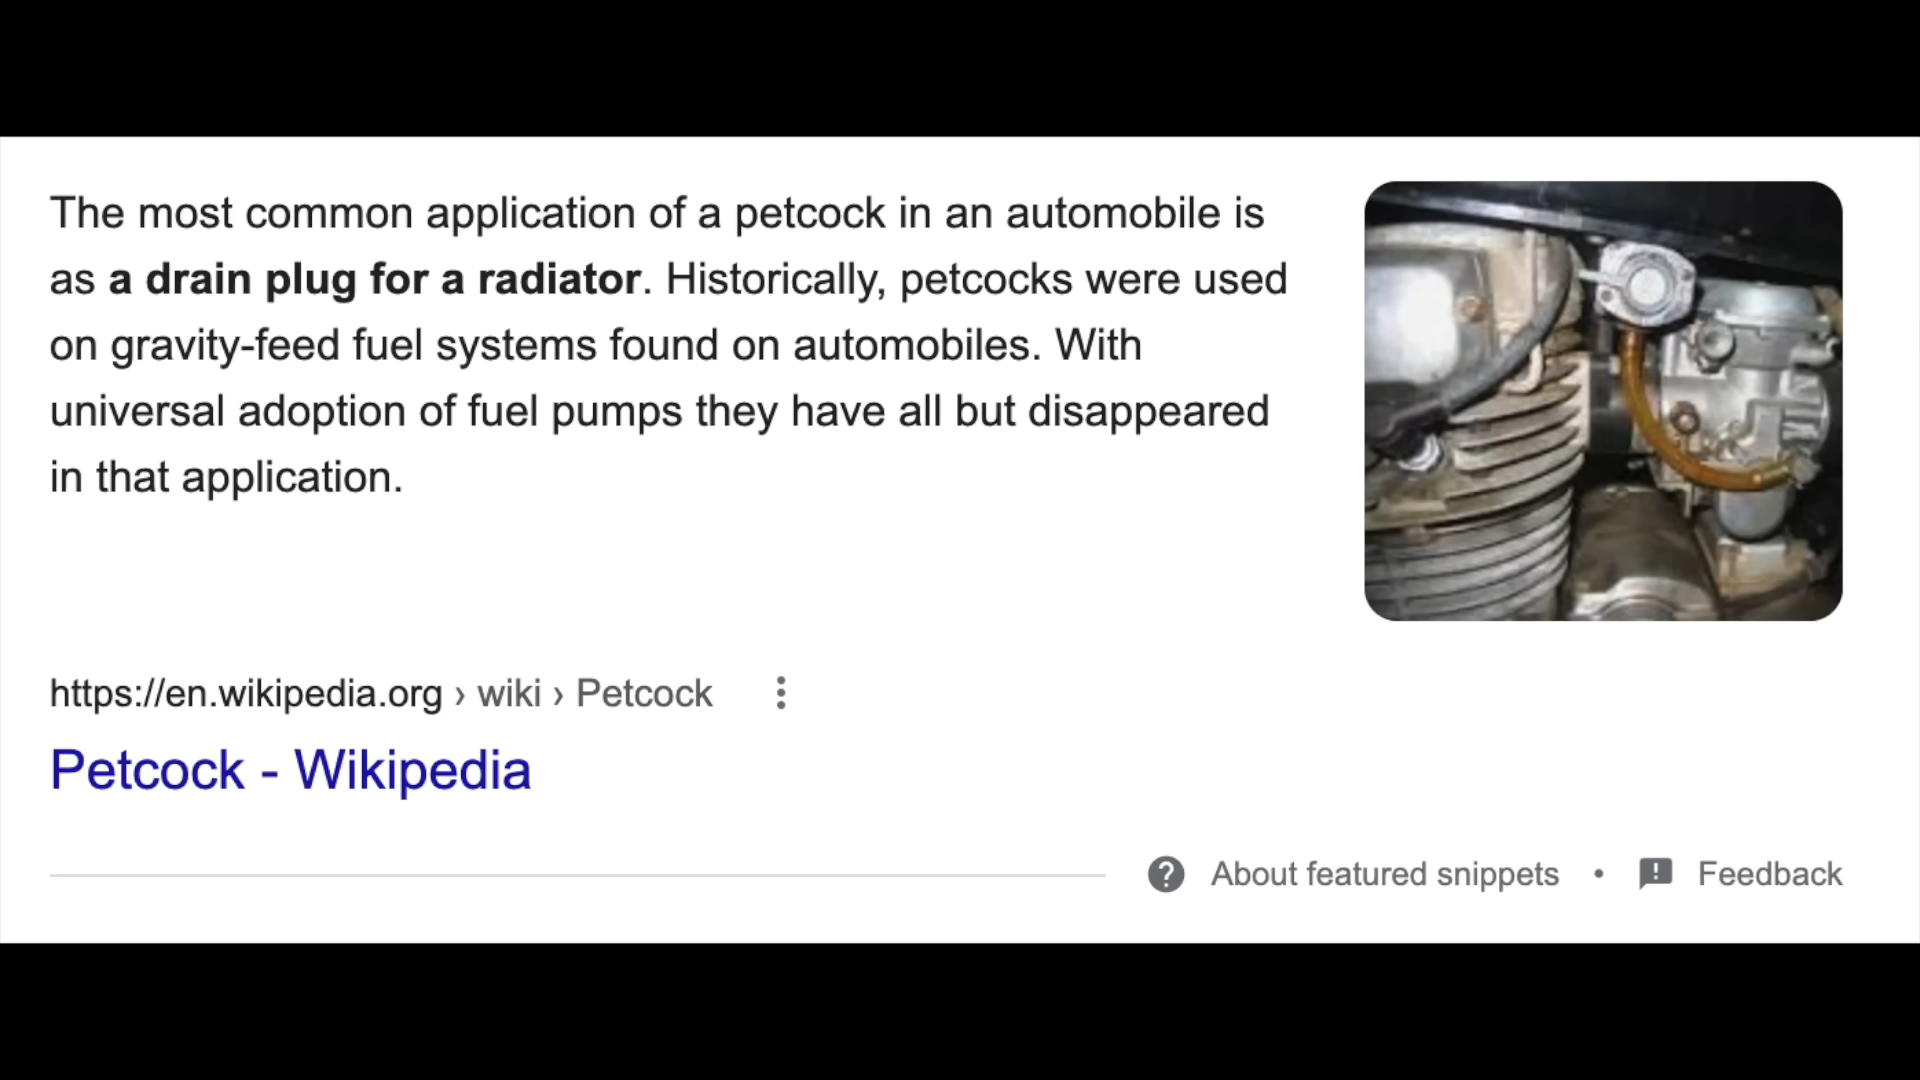 The most common application of a petcock in an automobile is
as a drain plug for a radiator. Historically, petcocks were used
on gravity-feed fuel systems found on automobiles. With
universal adoption of fuel pumps they have all but disappeared
in that application.
https://en.wikipedia.org › wiki › Petcock
Petcock - Wikipedia
About featured snippets • Feedback